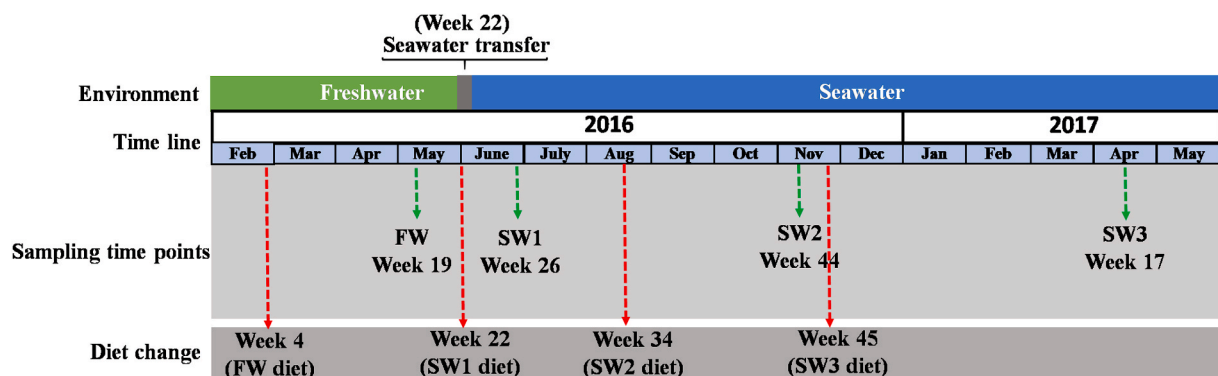 (Week 22)
Seawater transfer
Environment
Freshwater
Seawater
Time line
2016
2017
Feb Mar Apr May June July Aug Sep Oct Nov Dec Jan Feb Mar Apr May
Sampling time points
FW
Week 19
SW1
Week 26
SW2
Week 44
SW3
Week 17
Diet change
Week 4
(FW diet)
Week 22
(SW1 diet)
Week 34
(SW2 diet)
Week 45
(SW3 diet)